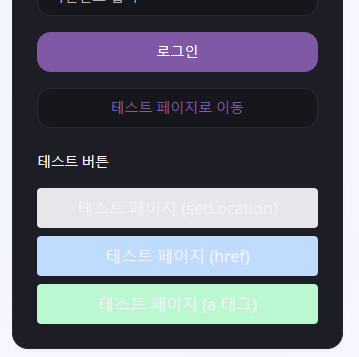 로그인
테스트 페이지로 이동
테스트 버튼
테스트 페이지 (setLocation)
테스트 페이지 (href)
테스트 페이지 (a 태그)